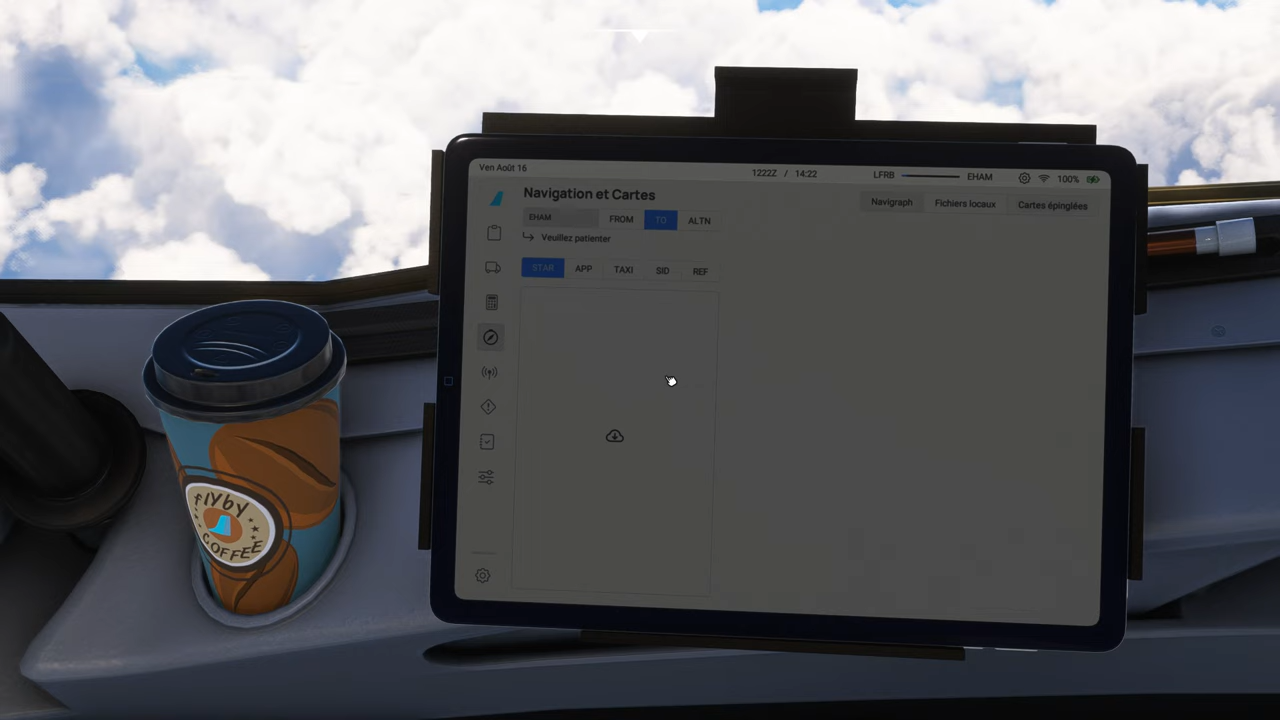 Ven Août 16
1222Z / 14:22
LFRB EHAM
100%
Navigation et Cartes
Navigraph Fichiers locaux Cartes épinglées
EHAM FROM TO ALTN
Veuillez patienter
STAR APP TAXI SID REF
flyby
COFFEE